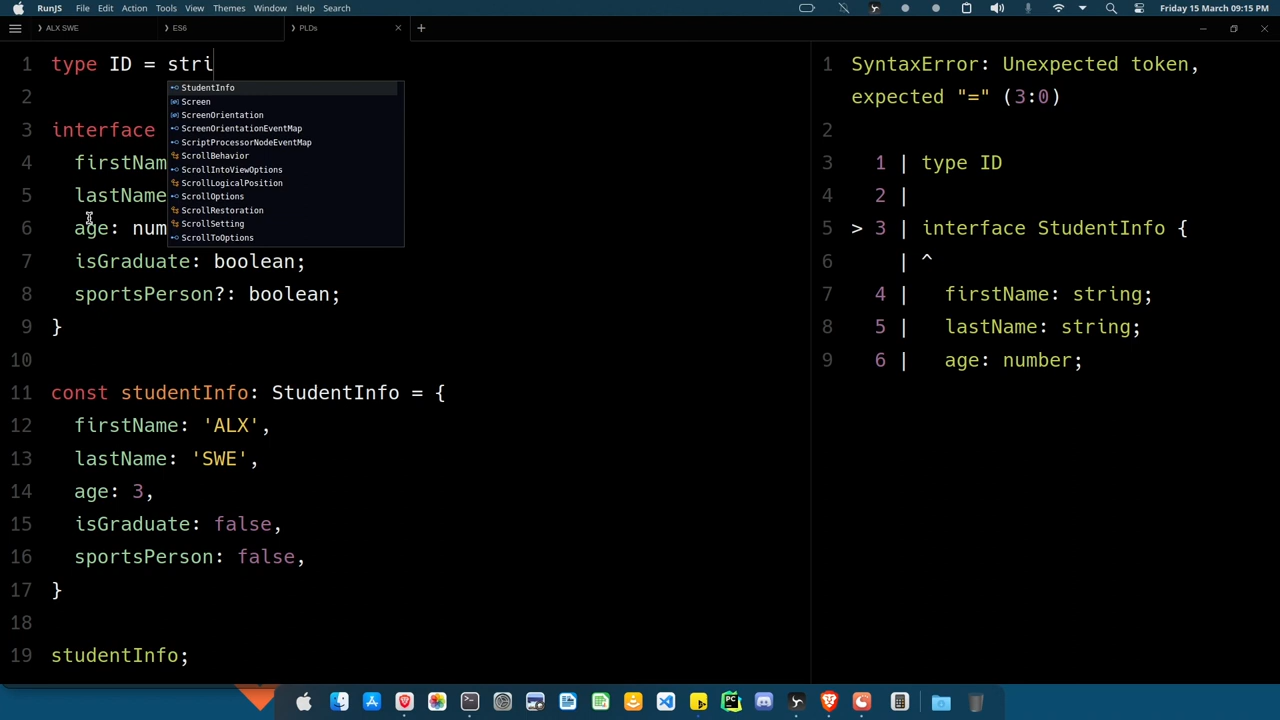 RunJS File Edit Action Tools View Themes Window Help Search Friday 15 March 09:15 PM
ALX SWE ES6 PLDs
1 type ID = stri
2
3 interface
4 firstNam
5 lastName
6 age: num
7 isGraduate: boolean;
8 sportsPerson?: boolean;
9 }
10
11 const studentInfo: StudentInfo = {
12 firstName: 'ALX',
13 lastName: 'SWE',
14 age: 3,
15 isGraduate: false,
16 sportsPerson: false,
17 }
18
19 studentInfo;
StudentInfo
Screen
ScreenOrientation
ScreenOrientationEventMap
ScriptProcessorNodeEventMap
ScrollBehavior
ScrollIntoViewOptions
ScrollLogicalPosition
ScrollOptions
ScrollRestoration
ScrollSetting
ScrollToOptions
1 SyntaxError: Unexpected token,
expected "=" (3:0)
2
3 1 | type ID
4 2 |
5 > 3 | interface StudentInfo {
6 | ^
7 4 | firstName: string;
8 5 | lastName: string;
9 6 | age: number;
PC